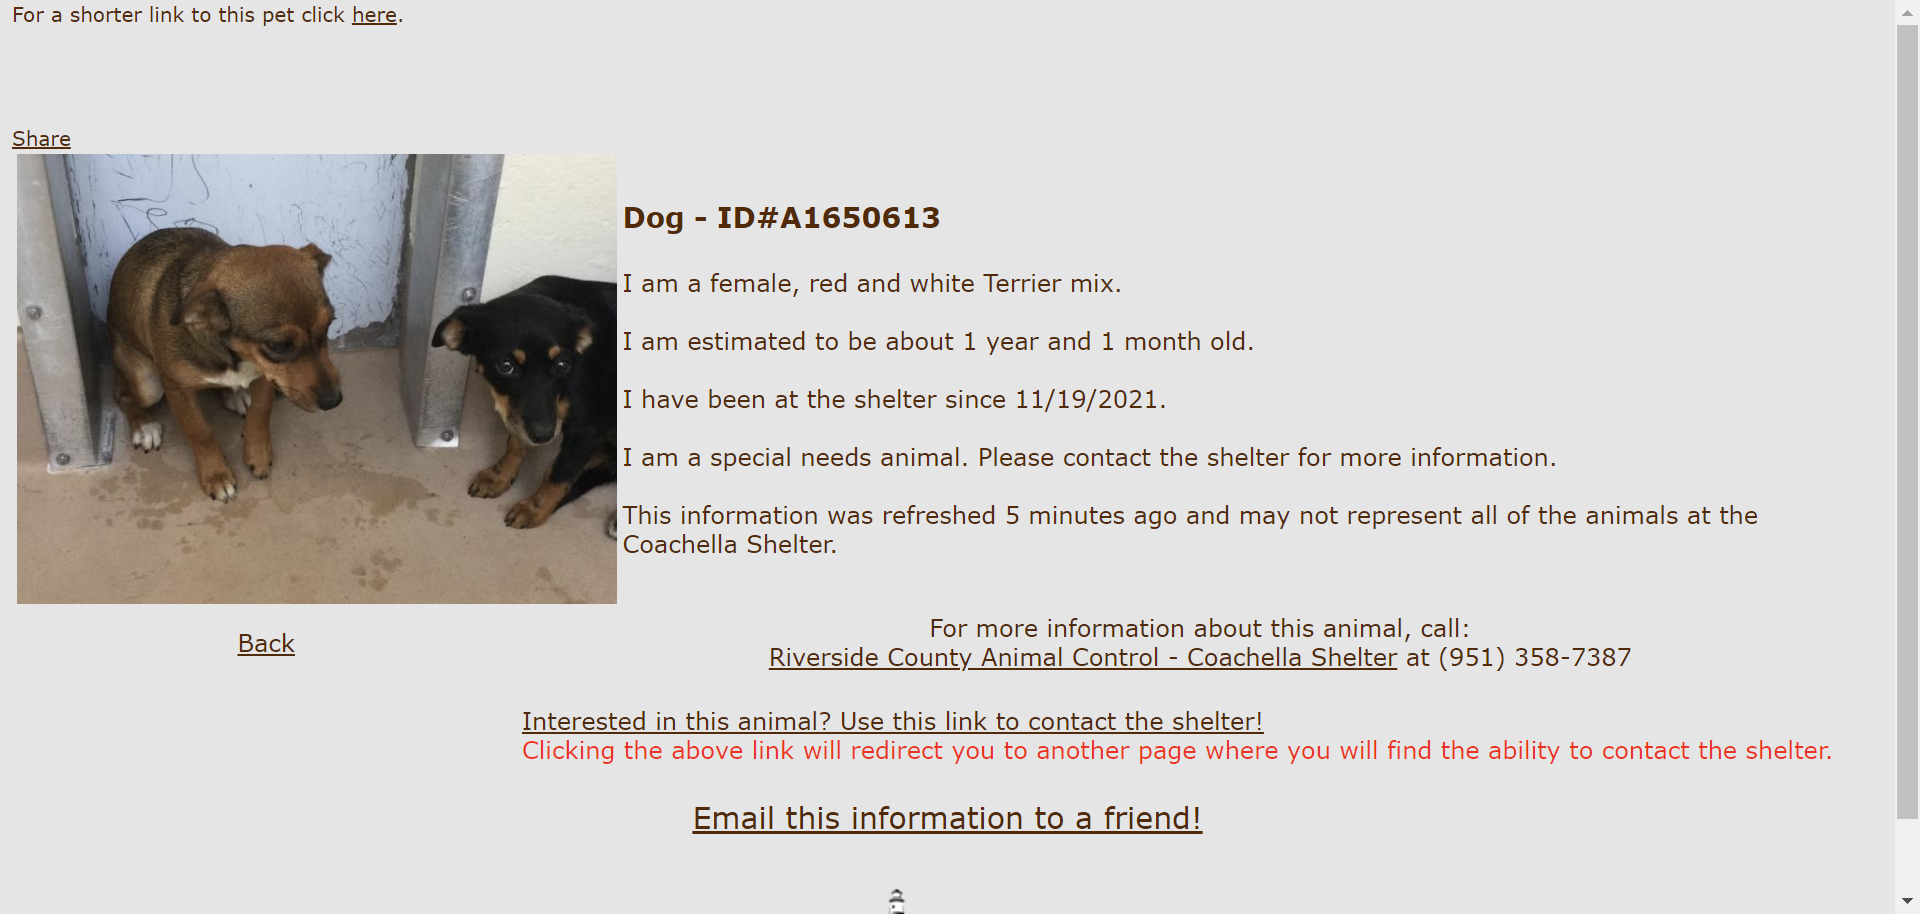 For a shorter link to this pet click here.
Share
Dog - ID#A1650613
I am a female, red and white Terrier mix.
I am estimated to be about 1 year and 1 month old.
I have been at the shelter since 11/19/2021.
I am a special needs animal. Please contact the shelter for more information.
This information was refreshed 5 minutes ago and may not represent all of the animals at the
Coachella Shelter.
Back
For more information about this animal, call:
Riverside County Animal Control - Coachella Shelter at (951) 358-7387
Interested in this animal? Use this link to contact the shelter!
Clicking the above link will redirect you to another page where you will find the ability to contact the shelter.
Email this information to a friend!